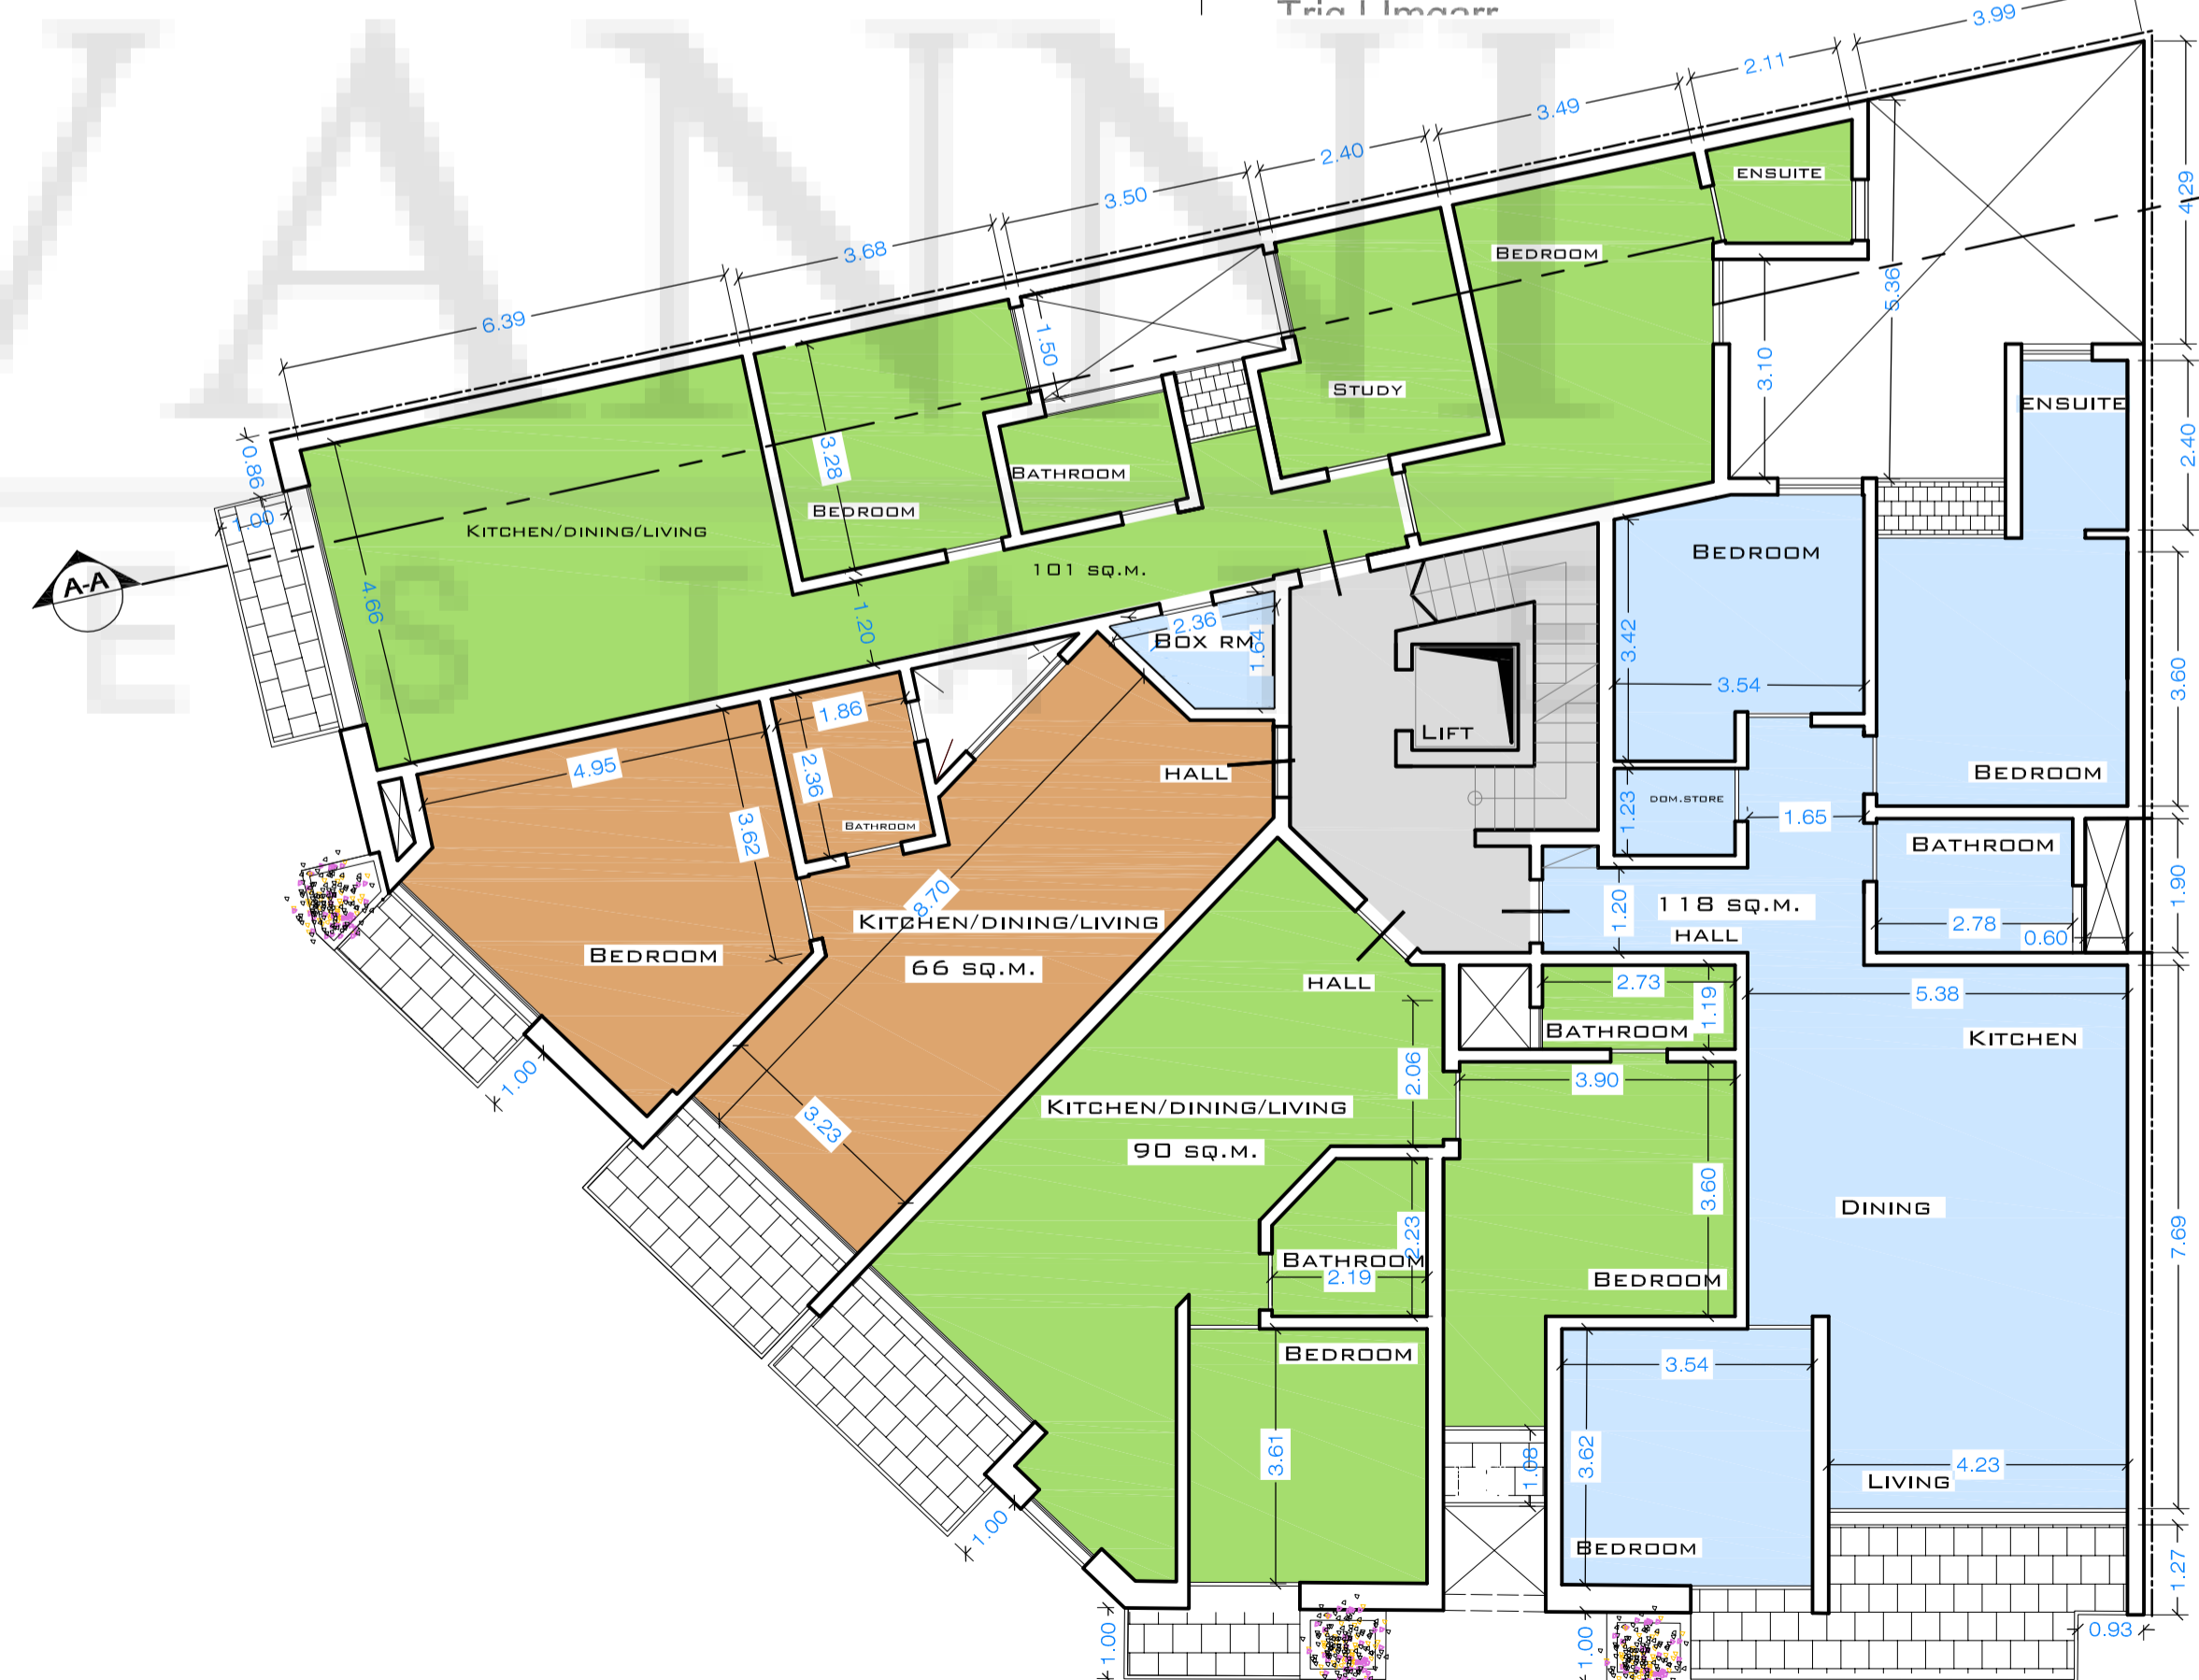 3.99
2.11
3.49
2.40
3.50
3.68
6.39
4.29
ENSUITE
BEDROOM
5.36
3.10
1.50
STUDY
ENSUITE
2.40
0.86
1.00
3.28
BATHROOM
BEDROOM
KITCHEN/DINING/LIVING
101 SQ.M.
A-A
4.66
1.20
2.36
BOX RM
1.64
BEDROOM
3.42
3.54
3.60
LIFT
BEDROOM
1.86
2.36
4.95
HALL
BATHROOM
3.62
DOM.STORE
1.23
1.65
BATHROOM
1.90
8.70
KITCHEN/DINING/LIVING
66 SQ.M.
BEDROOM
118 SQ.M.
HALL
1.20
2.78
0.60
HALL
2.73
1.19
BATHROOM
5.38
KITCHEN
1.00
2.06
3.90
3.23
KITCHEN/DINING/LIVING
90 SQ.M.
3.60
2.23
DINING
7.69
BATHROOM
2.19
BEDROOM
BEDROOM
3.54
3.61
1.08
3.62
4.23
LIVING
1.00
BEDROOM
1.27
1.00
1.00
0.93